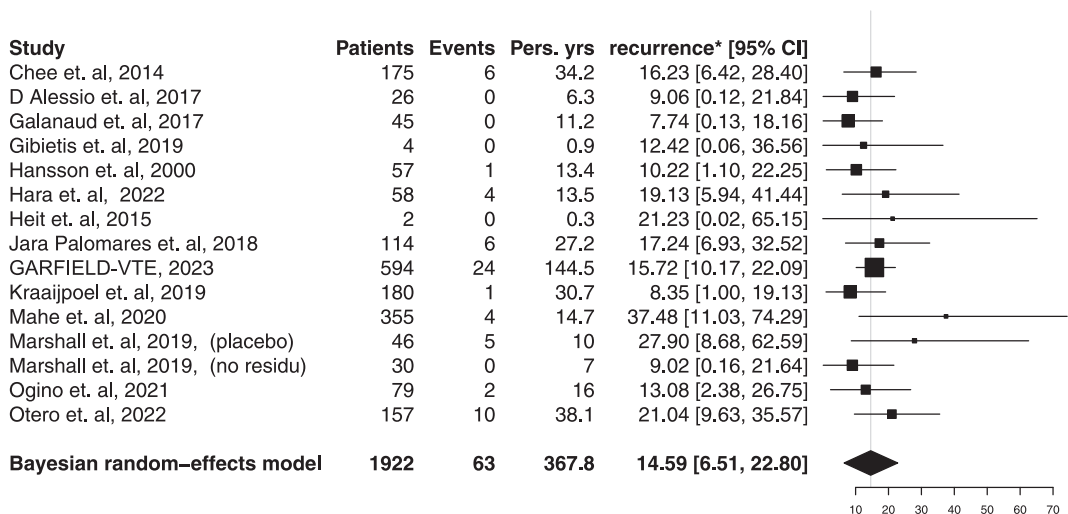 Study Patients Events Pers. yrs recurrence* [95% CI]
Chee et. al, 2014 175 6 34.2 16.23 [6.42, 28.40]
D Alessio et. al, 2017 26 0 6.3 9.06 [0.12, 21.84]
Galanaud et. al, 2017 45 0 11.2 7.74 [0.13, 18.16]
Gibietis et al, 2019 4 0 0.9 12.42 [0.06, 36.56]
Hansson et. al, 2000 57 1 13.4 10.22 [1.10, 22.25]
Hara et. al, 2022 58 4 13.5 19.13 [5.94, 41.44]
Heit et. al, 2015 2 0 0.3 21.23 [0.02, 65.15]
Jara Palomares et. al, 2018 114 6 27.2 17.24 [6.93, 32.52]
GARFIELD-VTE, 2023 594 24 144.5 15.72 [10.17, 22.09]
Kraaijpoel et. al, 2019 180 1 30.7 8.35 [1.00, 19.13]
Mahe et. al, 2020 355 4 14.7 37.48 [11.03, 74.29]
Marshall et. al, 2019, (placebo) 46 5 10 27.90 [8.68, 62.59]
Marshall et. al, 2019, (no residu) 30 0 7 9.02 [0.16, 21.64]
Ogino et. al, 2021 79 2 16 13.08 [2.38, 26.75]
Otero et. al, 2022 157 10 38.1 21.04 [9.63, 35.57]
Bayesian random−effects model 1922 63 367.8 14.59 [6.51, 22.80]
10 20 30 40 50 60 70